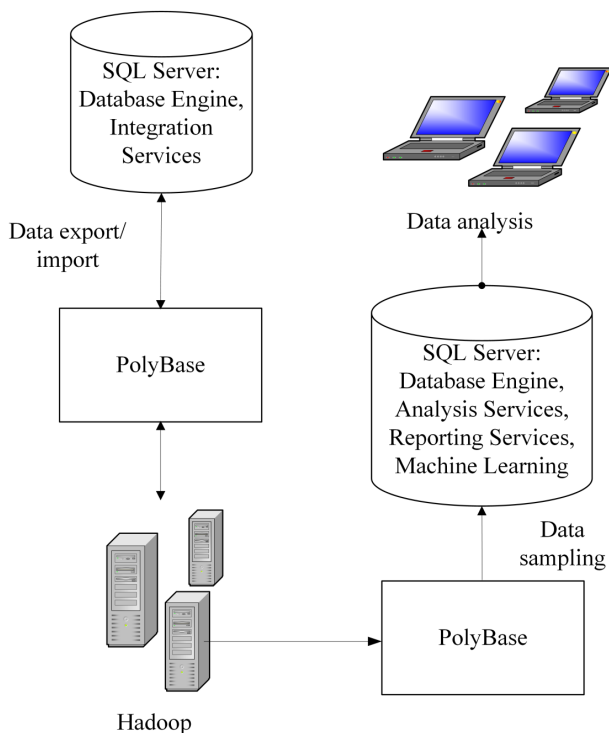 SQL Server:
Database Engine,
Integration
Services
Data export/
import
PolyBase
Hadoop
Data analysis
SQL Server:
Database Engine,
Analysis Services,
Reporting Services,
Machine Learning
Data
sampling
PolyBase